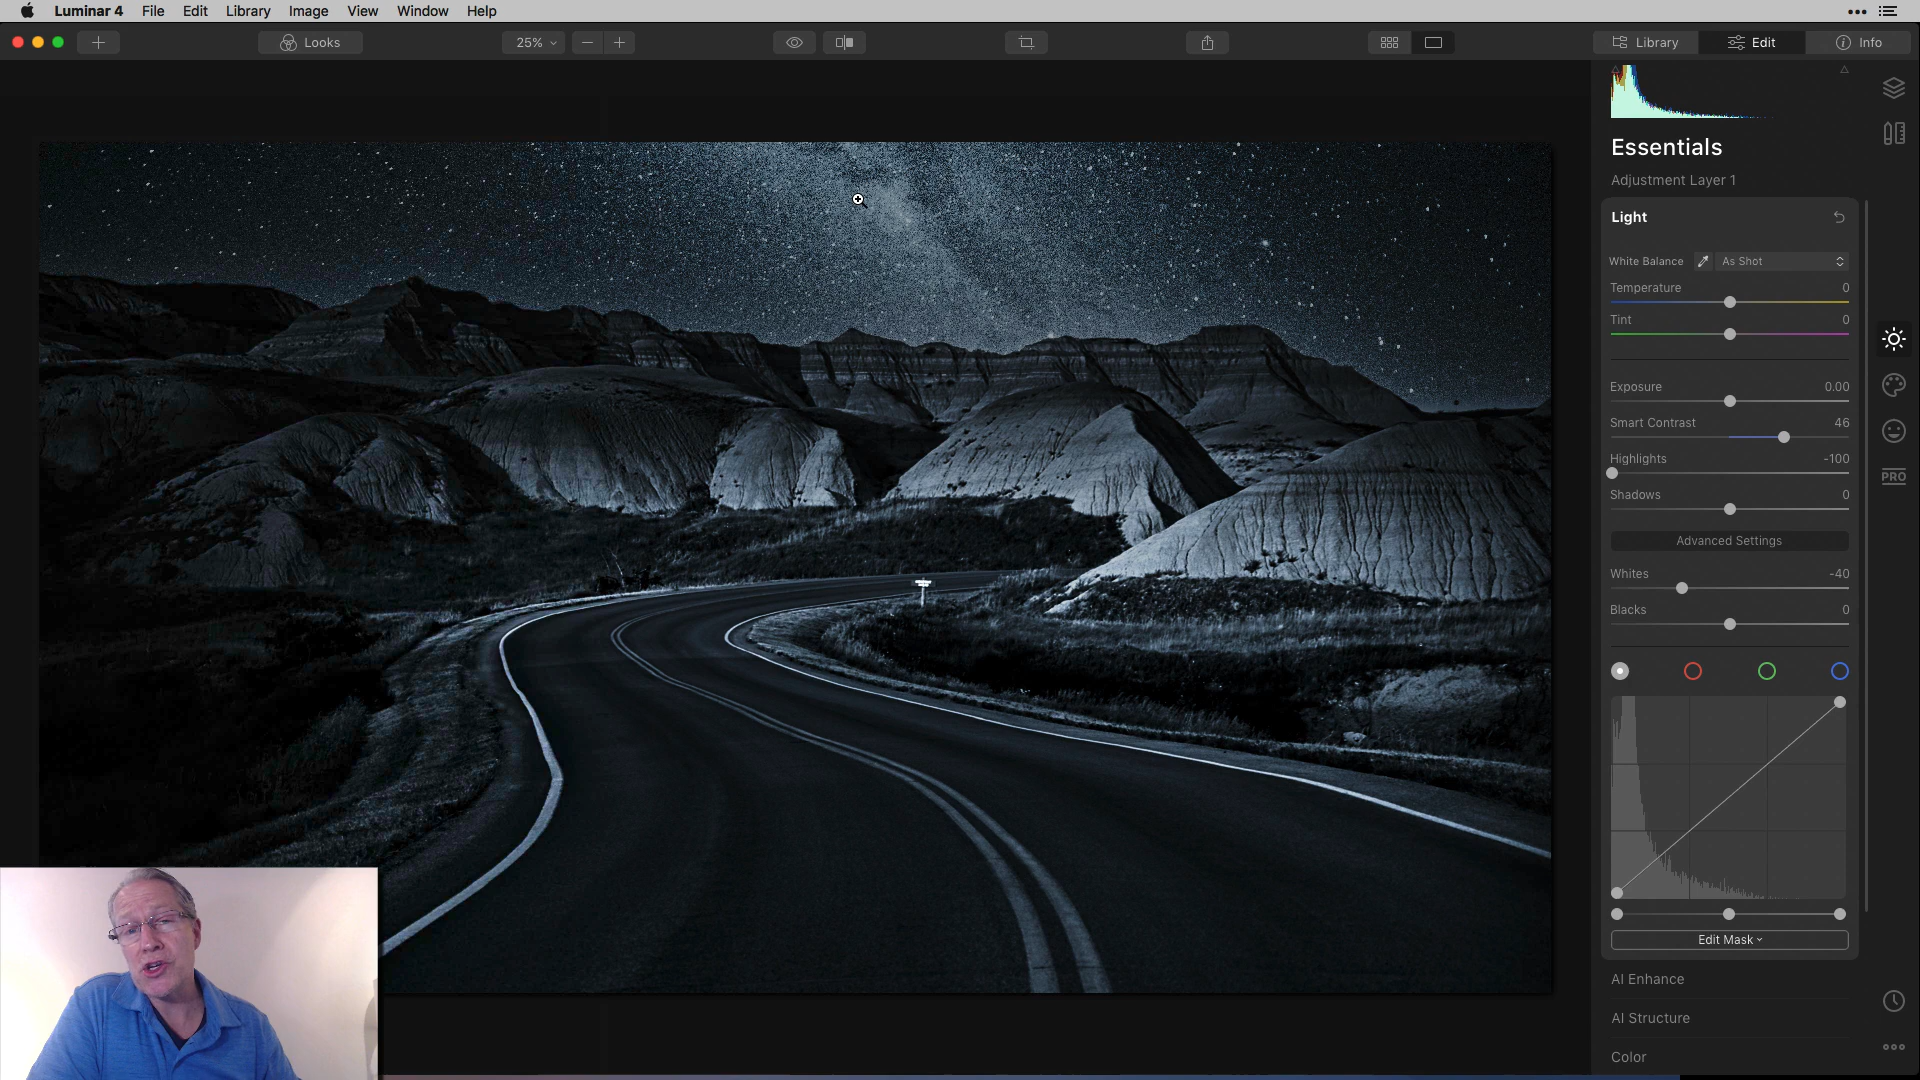 Luminar 4 File Edit Library Image View Window Help
Looks 25% Library Edit Info
Essentials
Adjustment Layer 1
Light
White Balance As Shot
Temperature 0
Tint 0
Exposure 0.00
Smart Contrast 46
Highlights -100
Shadows 0
Advanced Settings
Whites -40
Blacks 0
Edit Mask
AI Enhance
AI Structure
Color
PRO